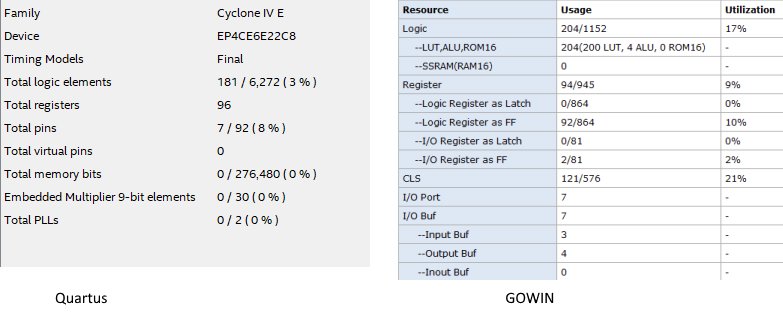 Family Cyclone IV E
Device EP4CE6E22C8
Timing Models Final
Total logic elements 181 / 6,272 ( 3 % )
Total registers 96
Total pins 7 / 92 ( 8 % )
Total virtual pins 0
Total memory bits 0 / 276,480 ( 0 % )
Embedded Multiplier 9-bit elements 0 / 30 ( 0 % )
Total PLLs 0 / 2 ( 0 % )
Quartus
Resource Usage Utilization
Logic 204/1152 17%
--LUT,ALU,ROM16 204(200 LUT, 4 ALU, 0 ROM16) -
--SSRAM(RAM16) 0 -
Register 94/945 9%
--Logic Register as Latch 0/864 0%
--Logic Register as FF 92/864 10%
--I/O Register as Latch 0/81 0%
--I/O Register as FF 2/81 2%
CLS 121/576 21%
I/O Port 7 -
I/O Buf 7 -
--Input Buf 3 -
--Output Buf 4 -
--Inout Buf 0 -
GOWIN